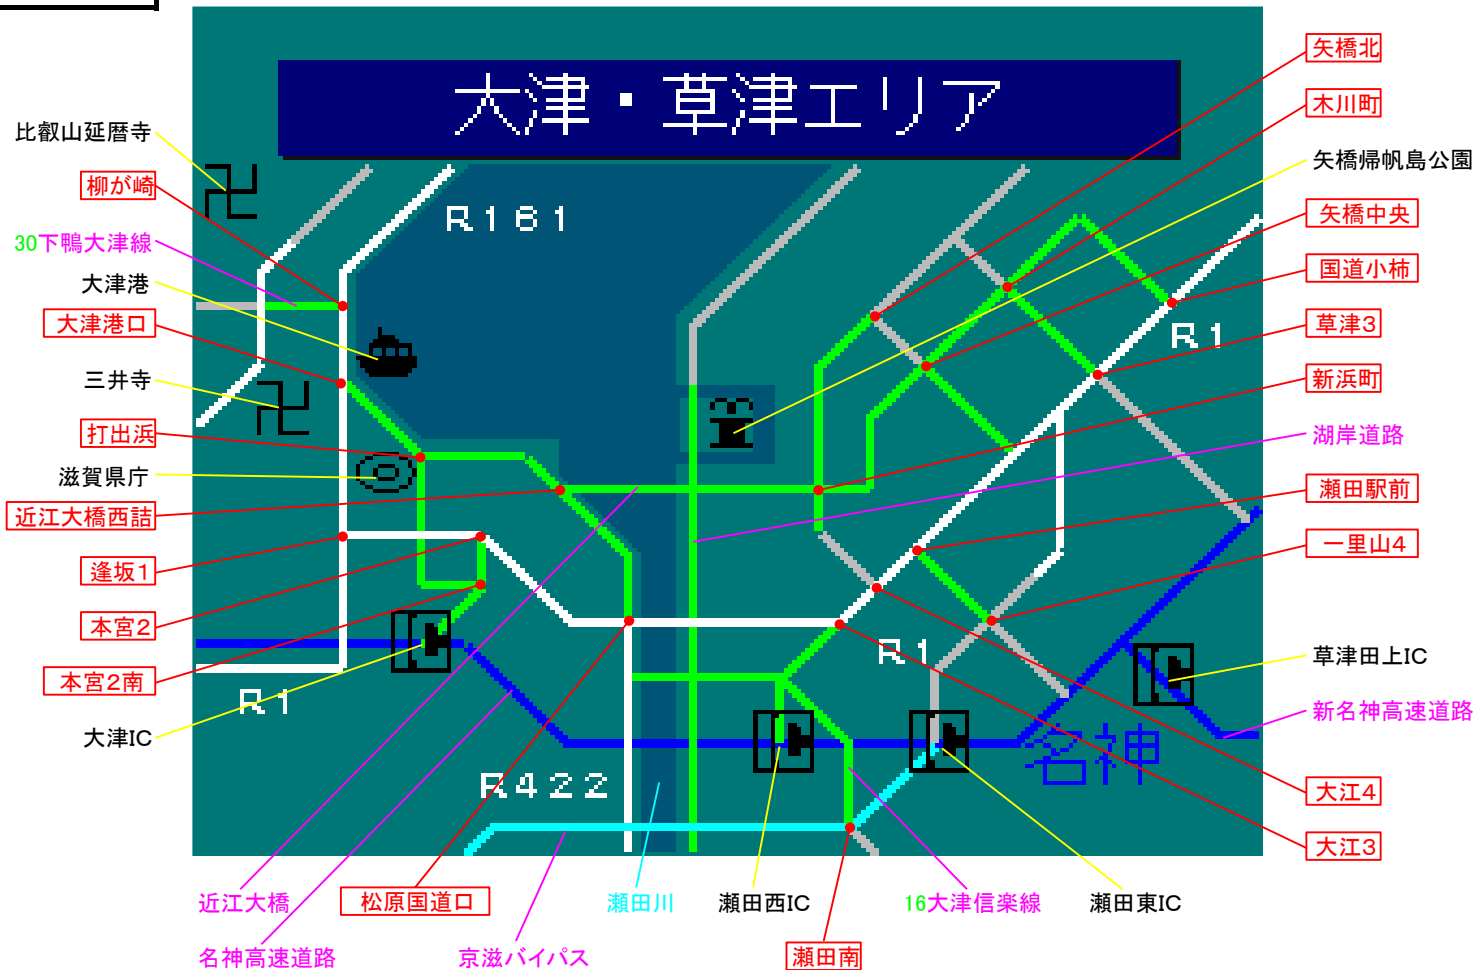 大津・草津エリア
比叡山延暦寺
柳が崎
30下鴨大津線
大津港
大津港口
三井寺
打出浜
滋賀県庁
近江大橋西詰
逢坂1
本宮2
本宮2南
大津IC
R161
R1
R1
R1
R422
名神
矢橋北
木川町
矢橋帰帆島公園
矢橋中央
国道小柿
草津3
新浜町
湖岸道路
瀬田駅前
一里山4
草津田上IC
新名神高速道路
大江4
大江3
近江大橋
松原国道口
瀬田川
瀬田西IC
16大津信楽線
瀬田東IC
名神高速道路
京滋バイパス
瀬田南